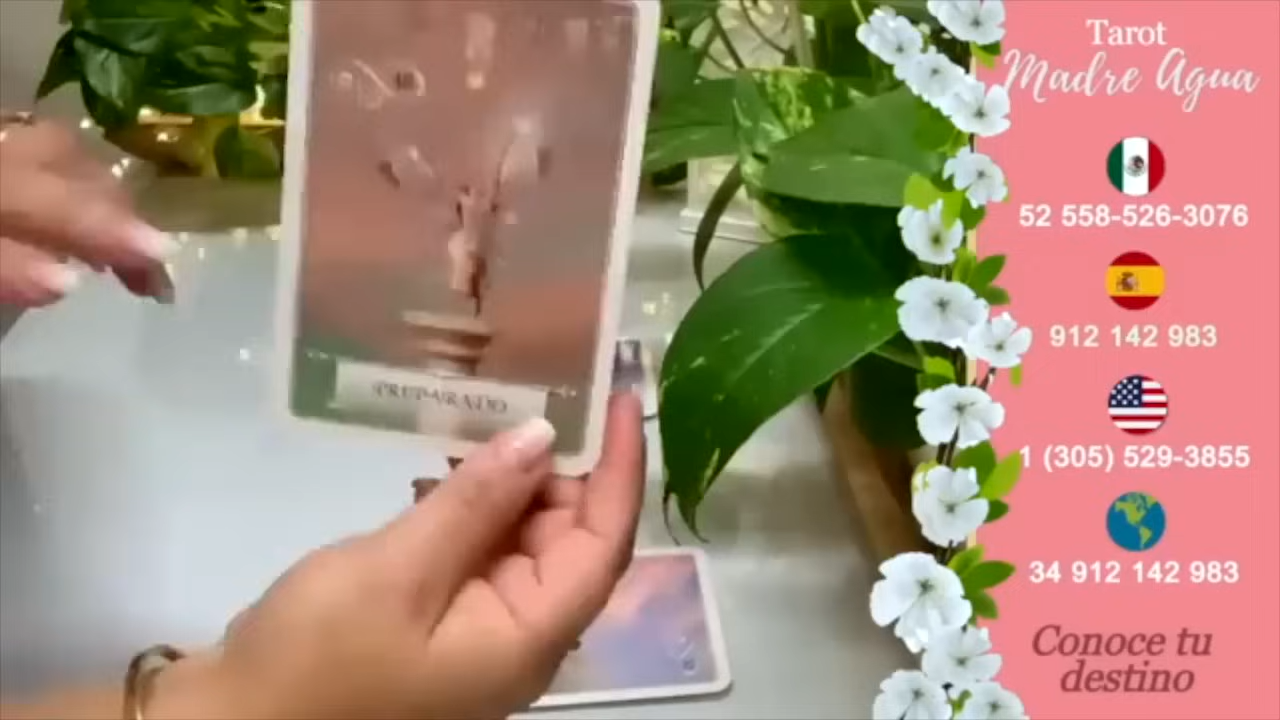 Tarot
Madre Agua
52 558-526-3076
912 142 983
1 (305) 529-3855
34 912 142 983
Conoce tu
destino